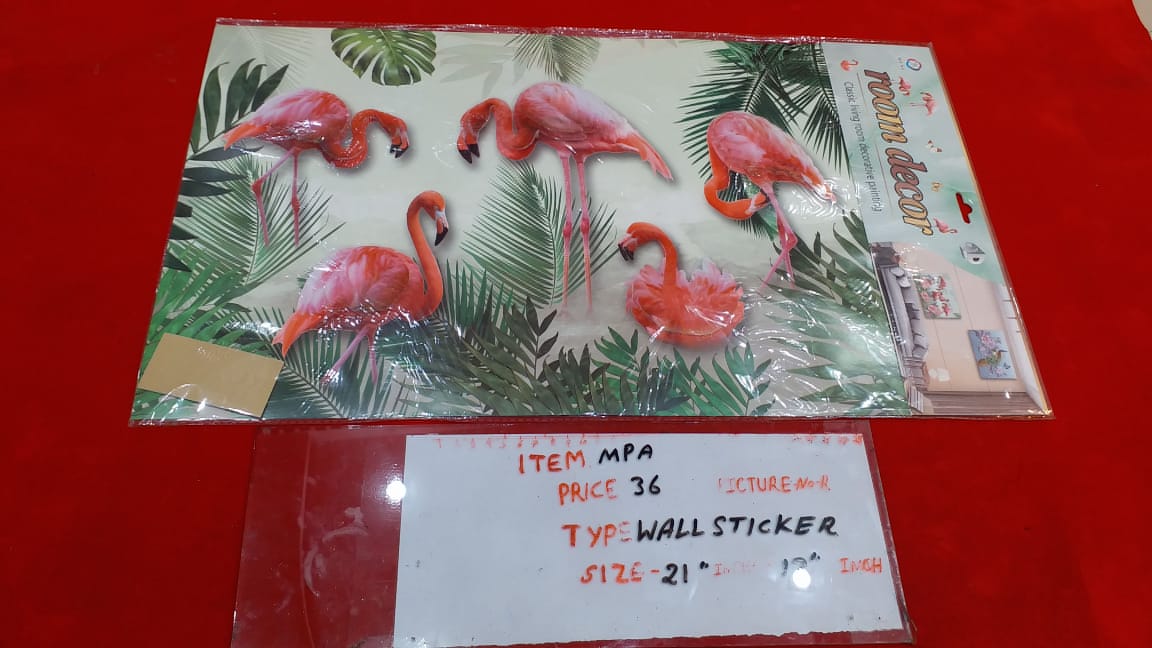 room decor
Classic living room decorative painting
ITEM MPA
PRICE 36 PICTURE No-R
TYPE WALL STICKER
SIZE-21" INCH INCH